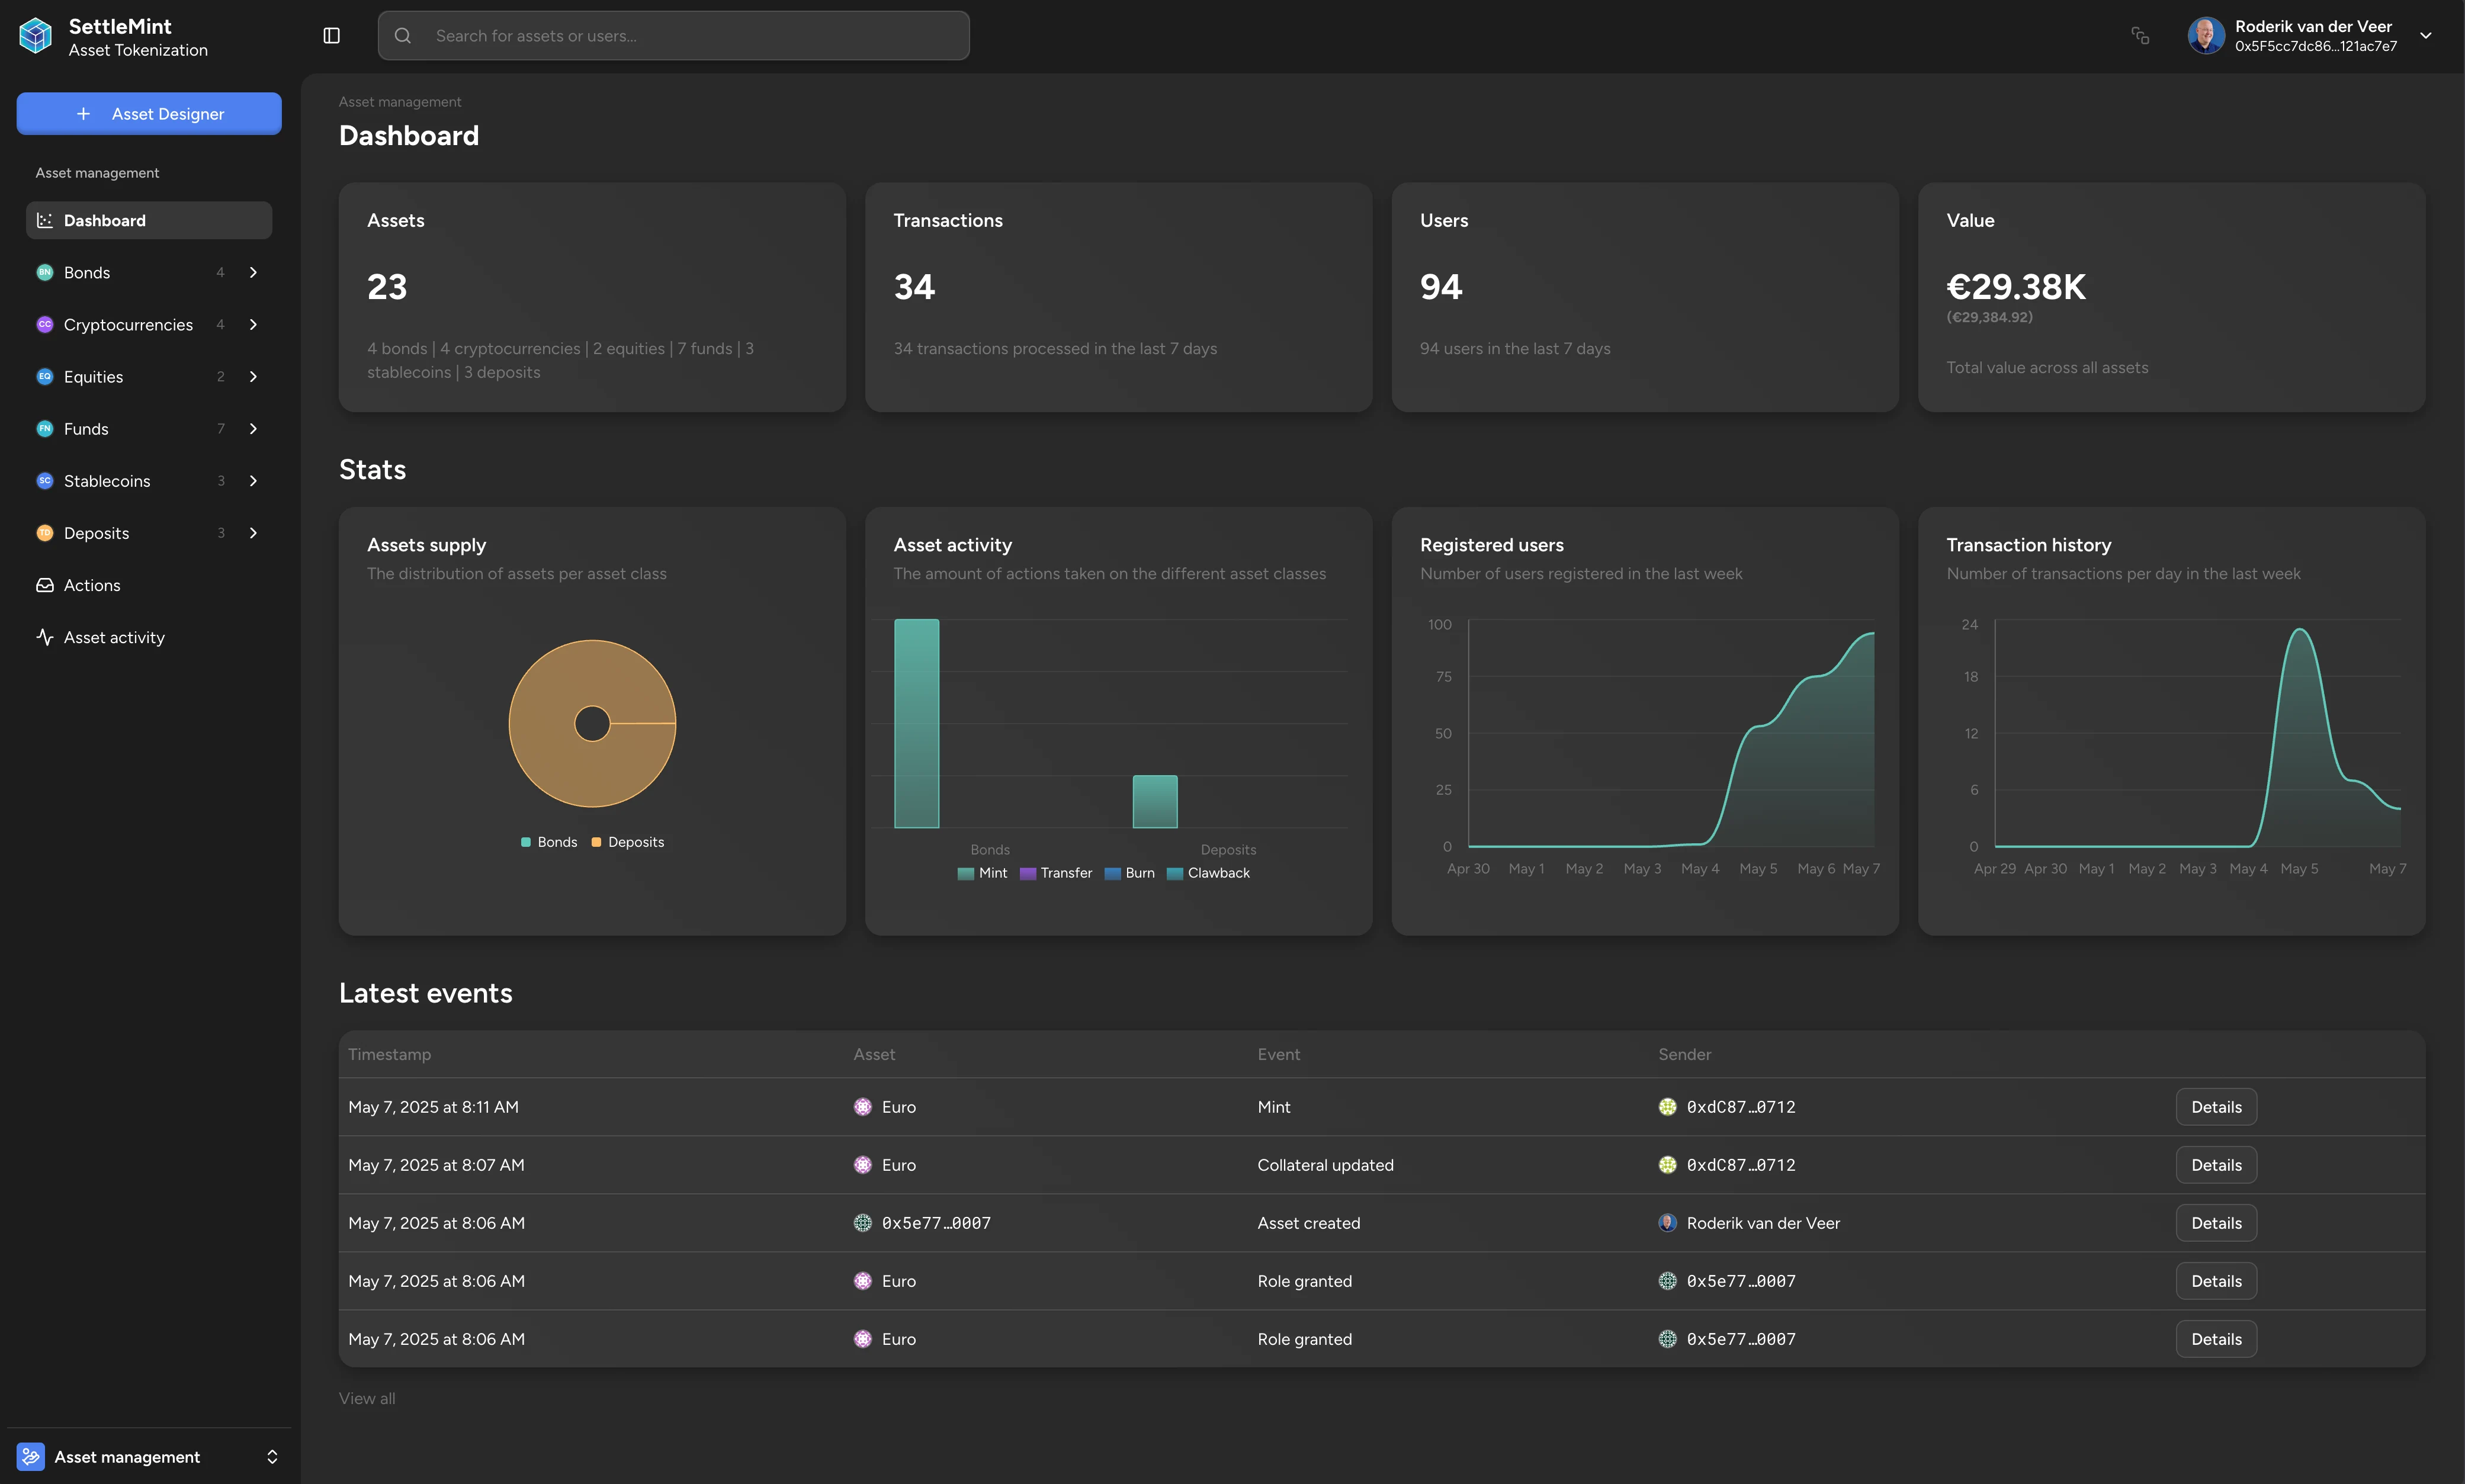 SettleMint
Asset Tokenization
Search for assets or users...
Roderik van der Veer
0x5F5cc7dc86...121ac7e7
Asset Designer
Asset management
Dashboard
BN Bonds 4
CC Cryptocurrencies 4
EQ Equities 2
FN Funds 7
SC Stablecoins 3
TD Deposits 3
Actions
Asset activity
Asset management
Asset management
Dashboard
Assets
23
4 bonds | 4 cryptocurrencies | 2 equities | 7 funds | 3
stablecoins | 3 deposits
Transactions
34
34 transactions processed in the last 7 days
Users
94
94 users in the last 7 days
Value
€29.38K
(€29,384.92)
Total value across all assets
Stats
Assets supply
The distribution of assets per asset class
Bonds Deposits
Asset activity
The amount of actions taken on the different asset classes
Bonds Deposits
Mint Transfer Burn Clawback
Registered users
Number of users registered in the last week
100
75
50
25
0
Apr 30 May 1 May 2 May 3 May 4 May 5 May 6 May 7
Transaction history
Number of transactions per day in the last week
24
18
12
6
0
Apr 29 Apr 30 May 1 May 2 May 3 May 4 May 5 May 7
Latest events
Timestamp Asset Event Sender
May 7, 2025 at 8:11 AM Euro Mint 0xdC87…0712 Details
May 7, 2025 at 8:07 AM Euro Collateral updated 0xdC87…0712 Details
May 7, 2025 at 8:06 AM 0x5e77…0007 Asset created Roderik van der Veer Details
May 7, 2025 at 8:06 AM Euro Role granted 0x5e77…0007 Details
May 7, 2025 at 8:06 AM Euro Role granted 0x5e77…0007 Details
View all